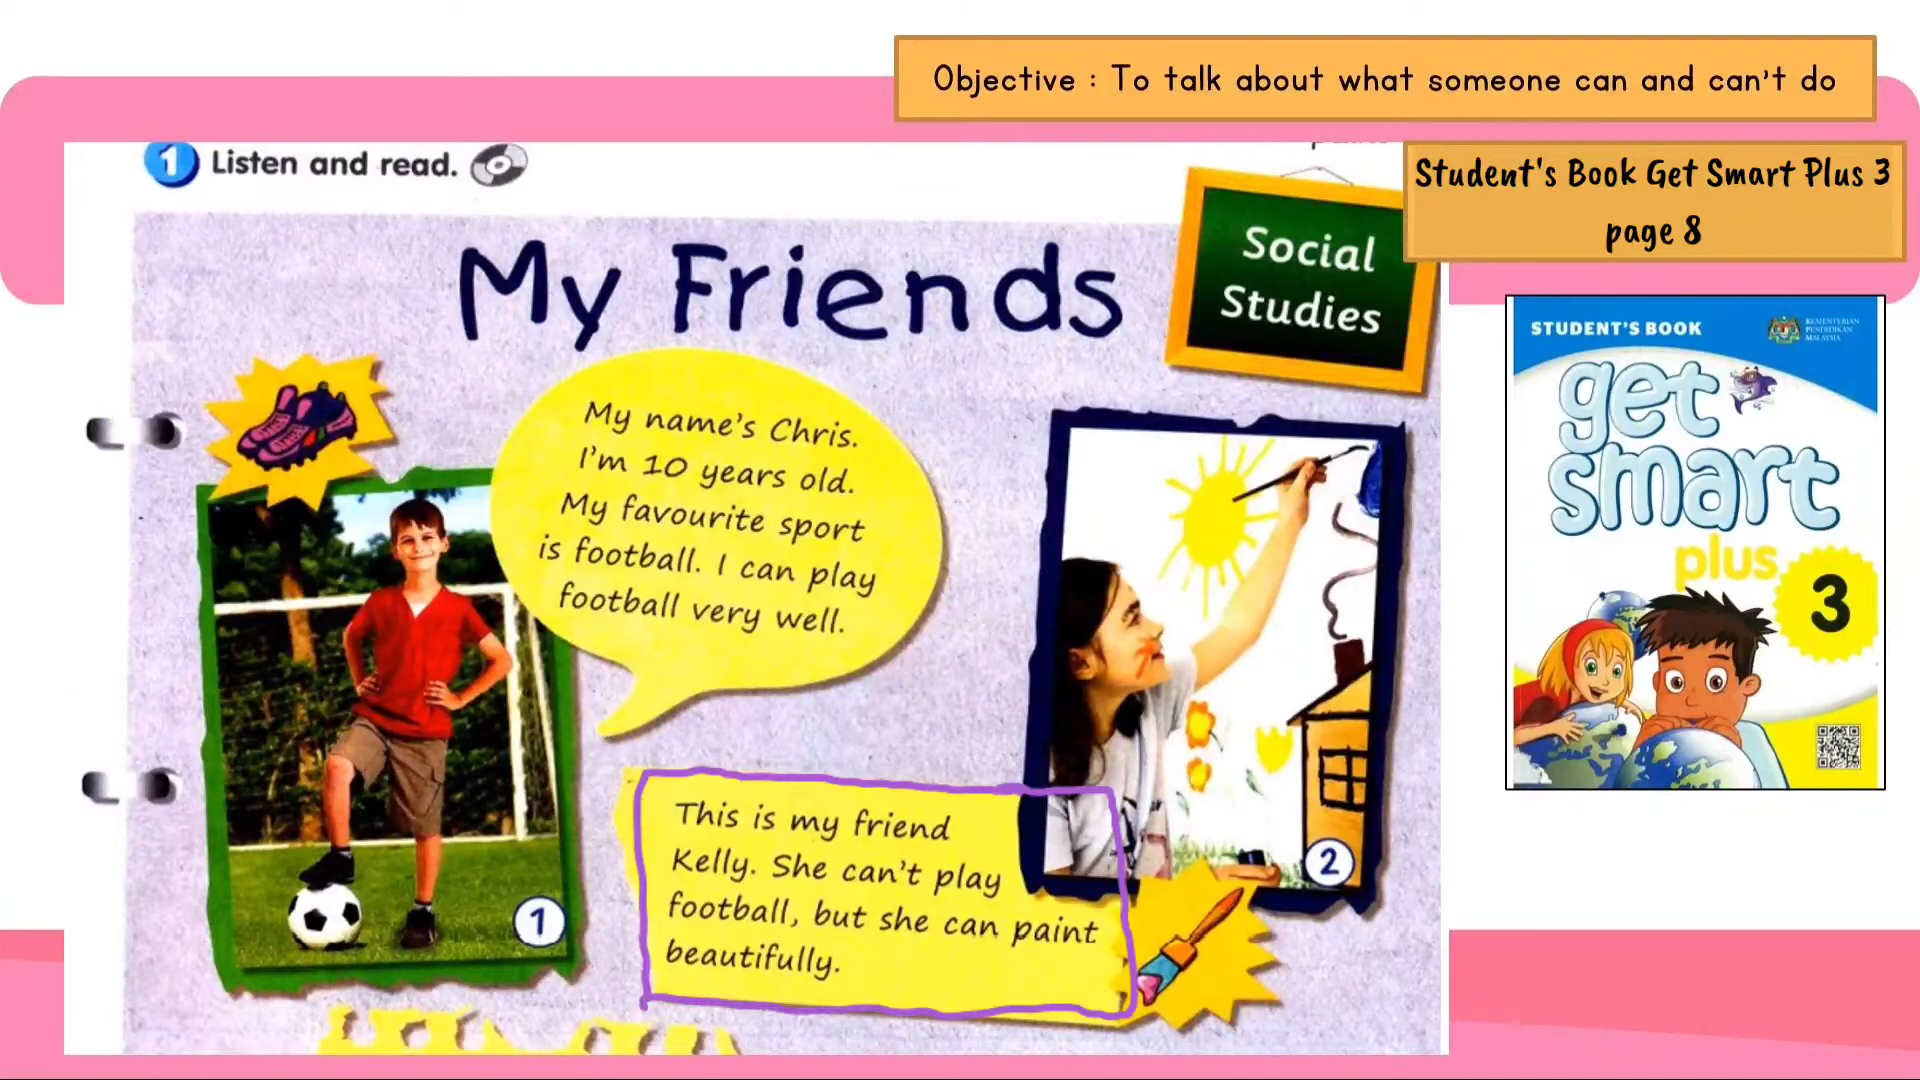 Objective : To talk about what someone can and can't do
1 Listen and read.
Student's Book Get Smart Plus 3
page 8
My Friends
Social
Studies
My name's Chris.
I'm 10 years old.
My favourite sport
is football. I can play
football very well.
1
This is my friend
Kelly. She can't play
football, but she can paint
beautifully.
2
STUDENT'S BOOK
KEMENTERIAN
PENDIDIKAN
MALAYSIA
get
smart
plus
3